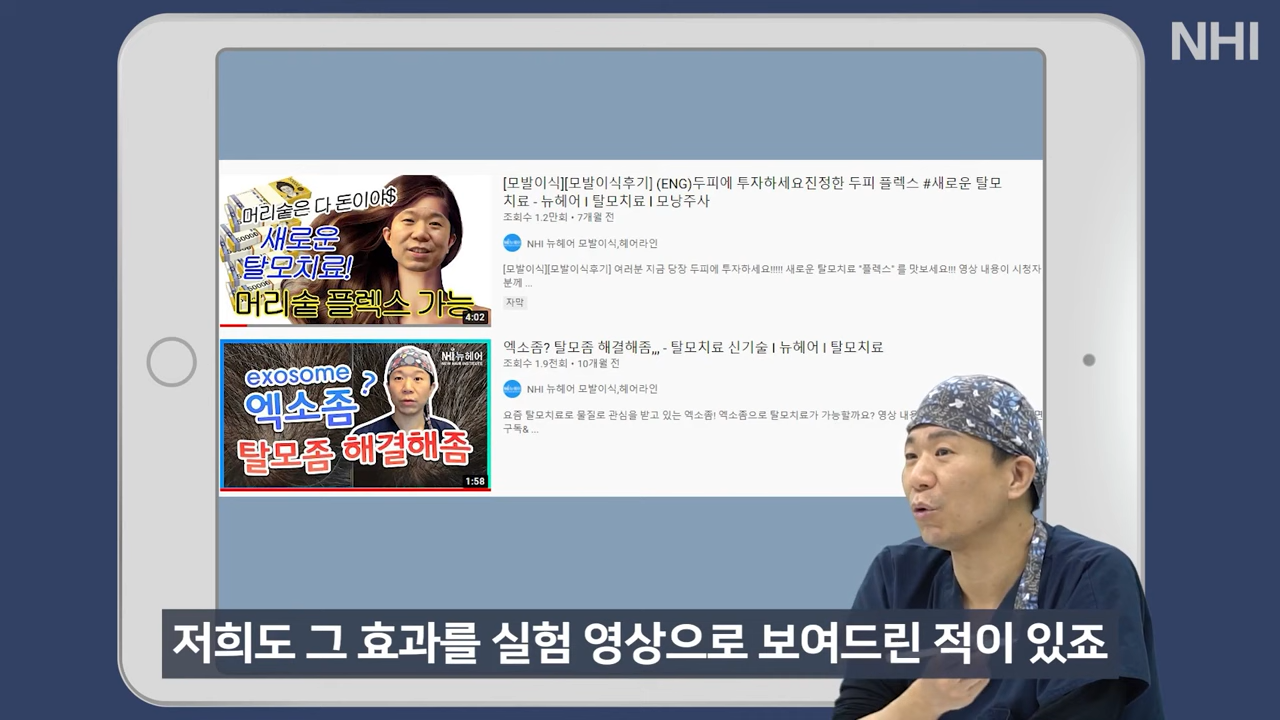 NHI
머리숱은 다 돈이야$
새로운
탈모치료!
머리숱 플렉스 가능
4:02
[모발이식][모발이식후기] (ENG)두피에 투자하세요진정한 두피 플렉스 #새로운 탈모
치료 - 뉴헤어 I 탈모치료 I 모낭주사
조회수 1.2만회 • 7개월 전
NHI 뉴헤어 모발이식,헤어라인
[모발이식][모발이식후기] 여러분 지금 당장 두피에 투자하세요!!!!! 새로운 탈모치료 "플렉스" 를 맛보세요!!! 영상 내용이 시청자
분께 ...
자막
NHI 뉴헤어
NEW HAIR INSTITUTE
exosome
?
엑소좀
탈모좀 해결해좀
1:58
엑소좀? 탈모좀 해결해좀,,, - 탈모치료 신기술 I 뉴헤어 I 탈모치료
조회수 1.9천회 • 10개월 전
NHI 뉴헤어 모발이식,헤어라인
요즘 탈모치료로 물질로 관심을 받고 있는 엑소좀! 엑소좀으로 탈모치료가 가능할까요? 영상
구독& ...
저희도 그 효과를 실험 영상으로 보여드린 적이 있죠